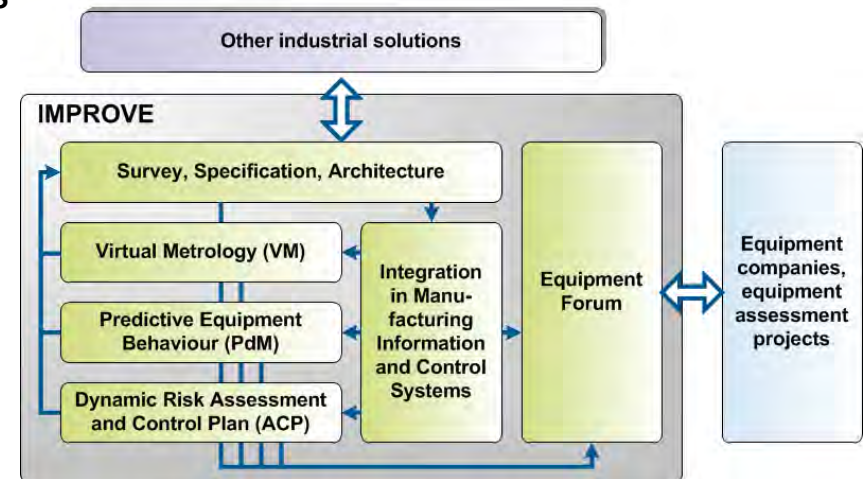 Other industrial solutions
IMPROVE
Survey, Specification, Architecture
Virtual Metrology (VM)
Predictive Equipment
Behaviour (PdM)
Dynamic Risk Assessment
and Control Plan (ACP)
Integration
in Manu-
facturing
Information
and Control
Systems
Equipment
Forum
Equipment
companies,
equipment
assessment
projects